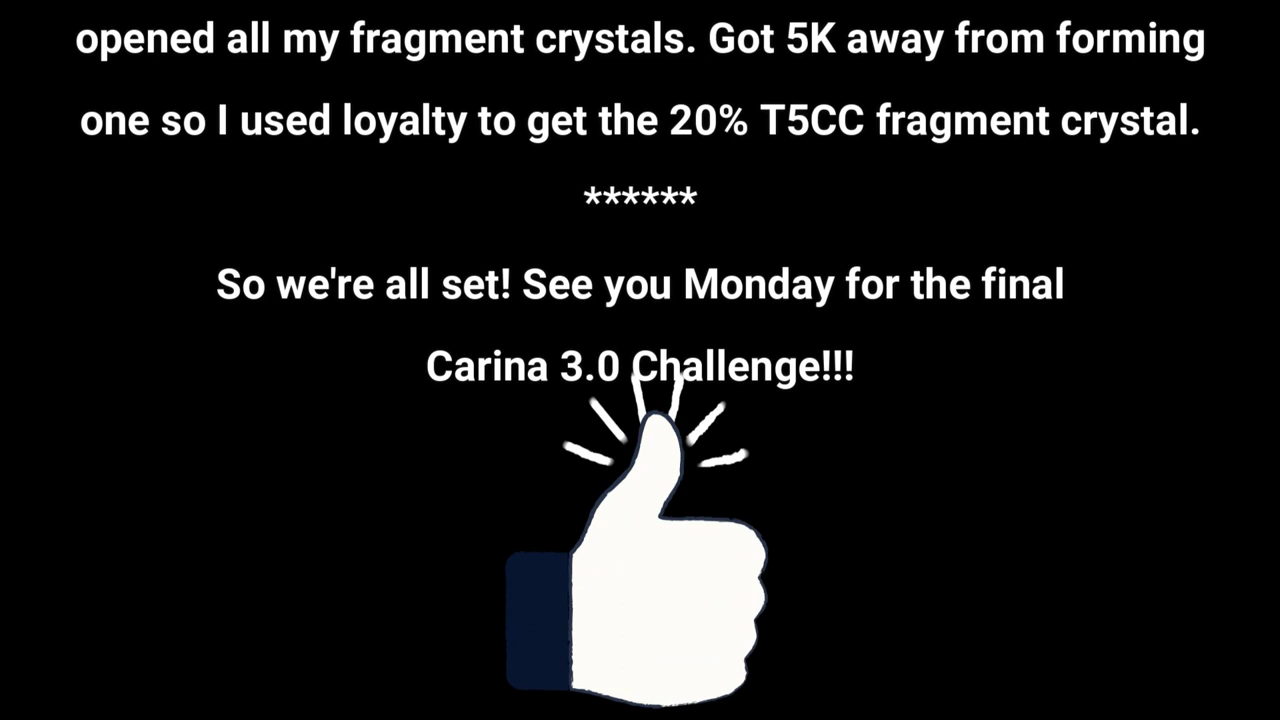 opened all my fragment crystals. Got 5K away from forming
one so I used loyalty to get the 20% T5CC fragment crystal.
******
So we're all set! See you Monday for the final
Carina 3.0 Challenge!!!